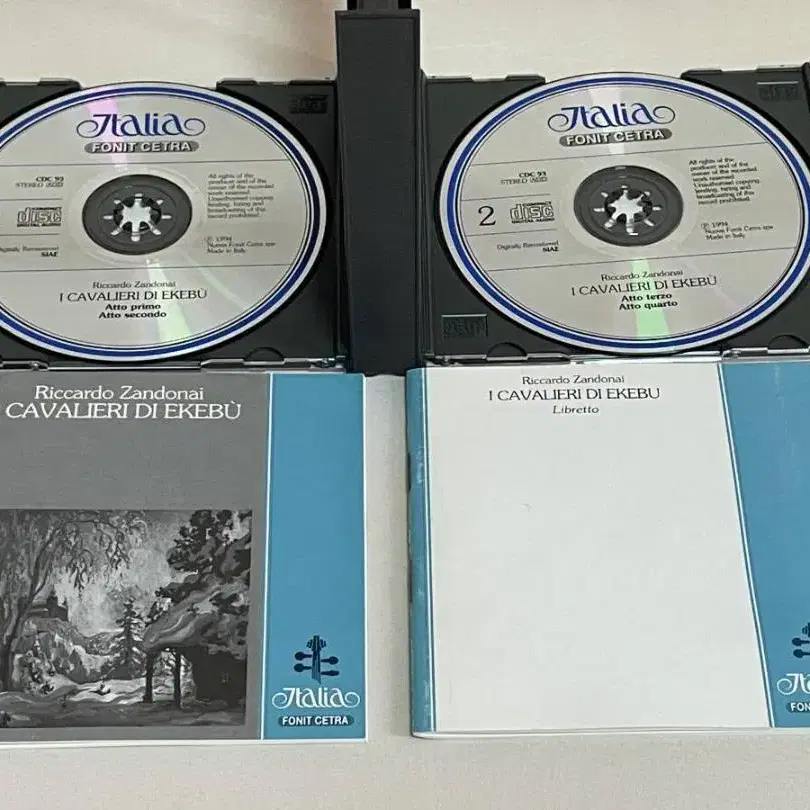 Italia
FONIT CETRA
CDC 93
STEREO
All rights of the
producer and of the
owner of the recorded
work reserved.
Unauthorised copying
lending, hiring and
broadcasting of this
record prohibited.
disc
DIGITAL AUDIO
Digitally Remastered
SIAE
℗ 1994
Nuova Fonit Cetra spa
Made in Italy
Riccardo Zandonai
I CAVALIERI DI EKEBÙ
Atto primo
Atto secondo
Italia
FONIT CETRA
CDC 93
STEREO
All rights of the
producer and of the
owner of the recorded
work reserved.
Unauthorised copying
lending, hiring and
broadcasting of this
record prohibited.
2
disc
DIGITAL AUDIO
Digitally Remastered
SIAE
℗ 1994
Nuova Fonit Cetra spa
Made in Italy
Riccardo Zandonai
I CAVALIERI DI EKEBÙ
Atto terzo
Atto quarto
Riccardo Zandonai
CAVALIERI DI EKEBÙ
Italia
FONIT CETRA
Riccardo Zandonai
I CAVALIERI DI EKEBU
Libretto